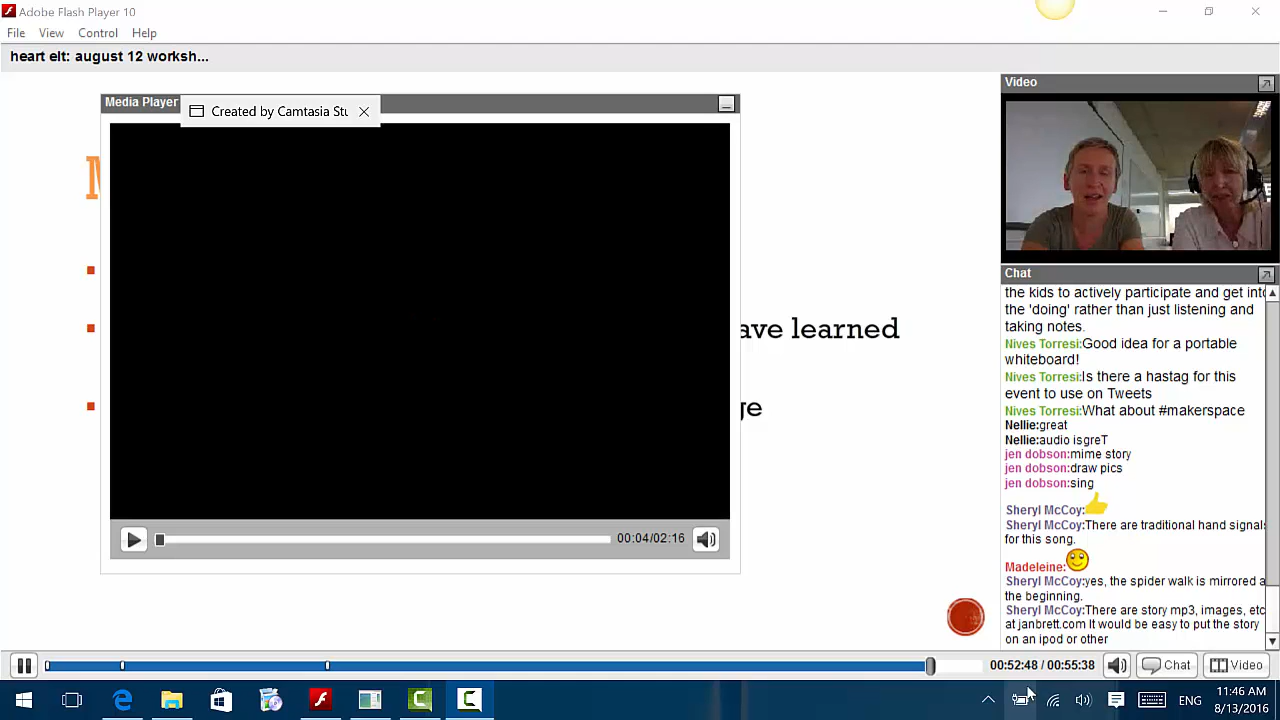 Adobe Flash Player 10
File View Control Help
heart elt: august 12 worksh...
Media Player
Created by Camtasia Stu
M
ave learned
ge
00:04/02:16
Video
Chat
the kids to actively participate and get into
the 'doing' rather than just listening and
taking notes.
Nives Torresi:Good idea for a portable
whiteboard!
Nives Torresi:Is there a hastag for this
event to use on Tweets
Nives Torresi:What about #makerspace
Nellie:great
Nellie:audio isgreT
jen dobson:mime story
jen dobson:draw pics
jen dobson:sing
Sheryl McCoy:
Sheryl McCoy:There are traditional hand signals
for this song.
Madeleine:
Sheryl McCoy:yes, the spider walk is mirrored a
the beginning.
Sheryl McCoy:There are story mp3, images, etc
at janbrett.com It would be easy to put the story
on an ipod or other
00:52:48 / 00:55:38 Chat Video
ENG 11:46 AM
8/13/2016